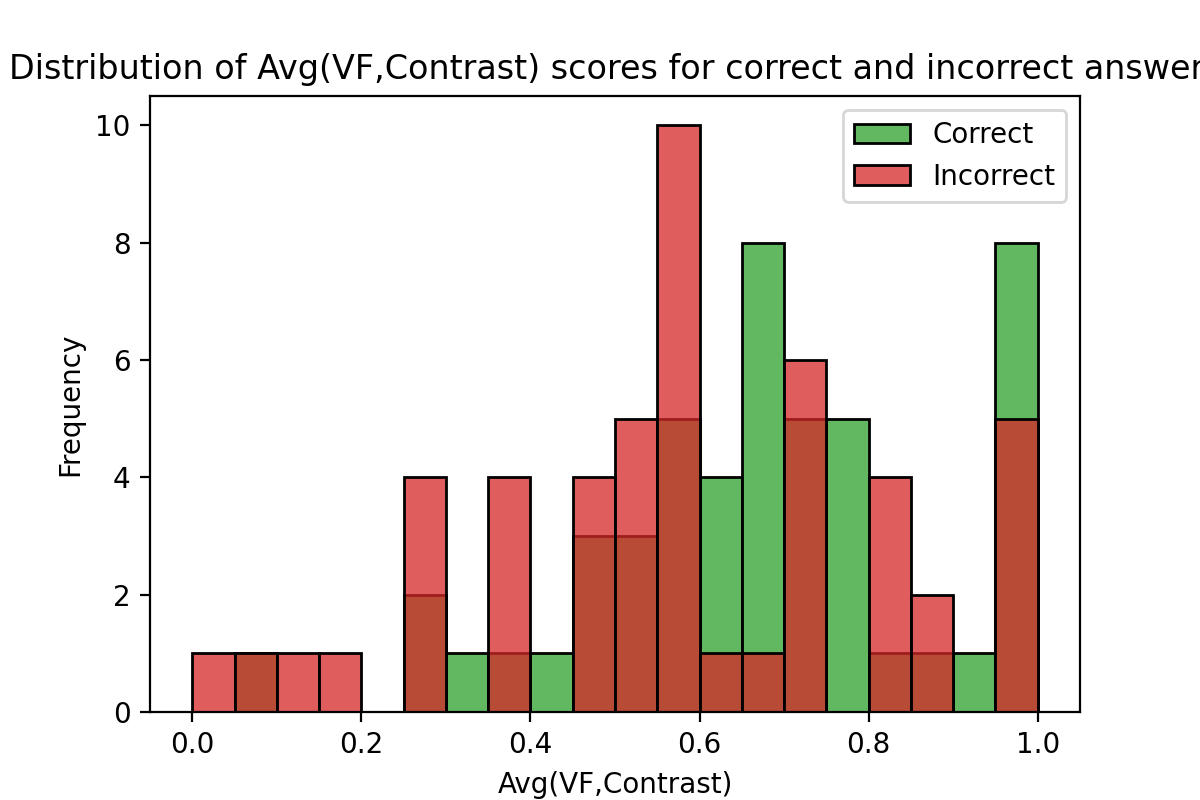 Distribution of Avg(VF,Contrast) scores for correct and incorrect answer
Correct
Incorrect
Frequency
10
8
6
4
2
0
0.0 0.2 0.4 0.6 0.8 1.0
Avg(VF,Contrast)